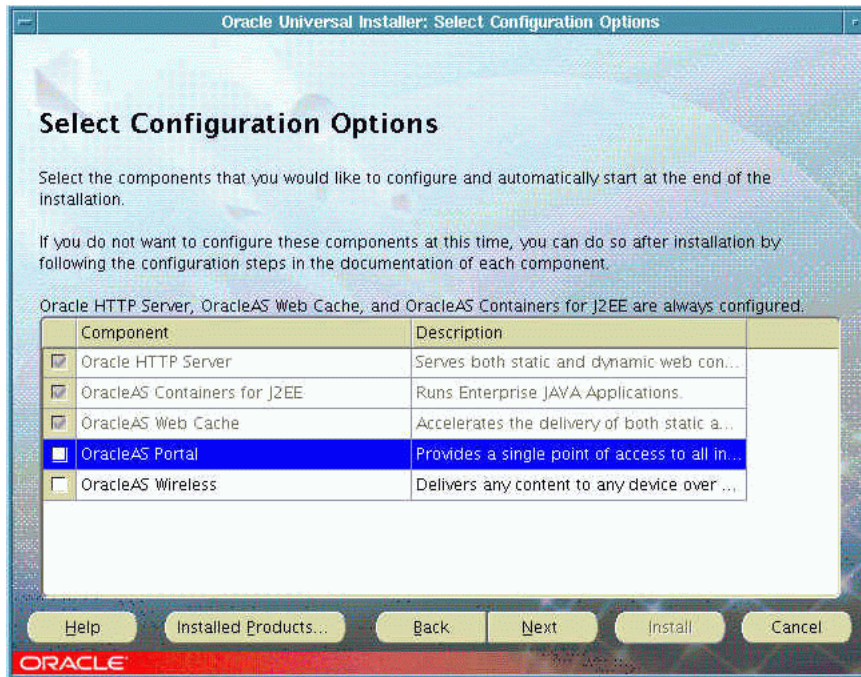 Oracle Universal Installer: Select Configuration Options
Select Configuration Options
Select the components that you would like to configure and automatically start at the end of the
installation.
If you do not want to configure these components at this time, you can do so after installation by
following the configuration steps in the documentation of each component.
Oracle HTTP Server, OracleAS Web Cache, and OracleAS Containers for J2EE are always configured.
Component Description
Oracle HTTP Server Serves both static and dynamic web con...
OracleAS Containers for J2EE Runs Enterprise JAVA Applications.
OracleAS Web Cache Accelerates the delivery of both static a...
OracleAS Portal Provides a single point of access to all in...
OracleAS Wireless Delivers any content to any device over ...
Help Installed Products... Back Next Install Cancel
ORACLE